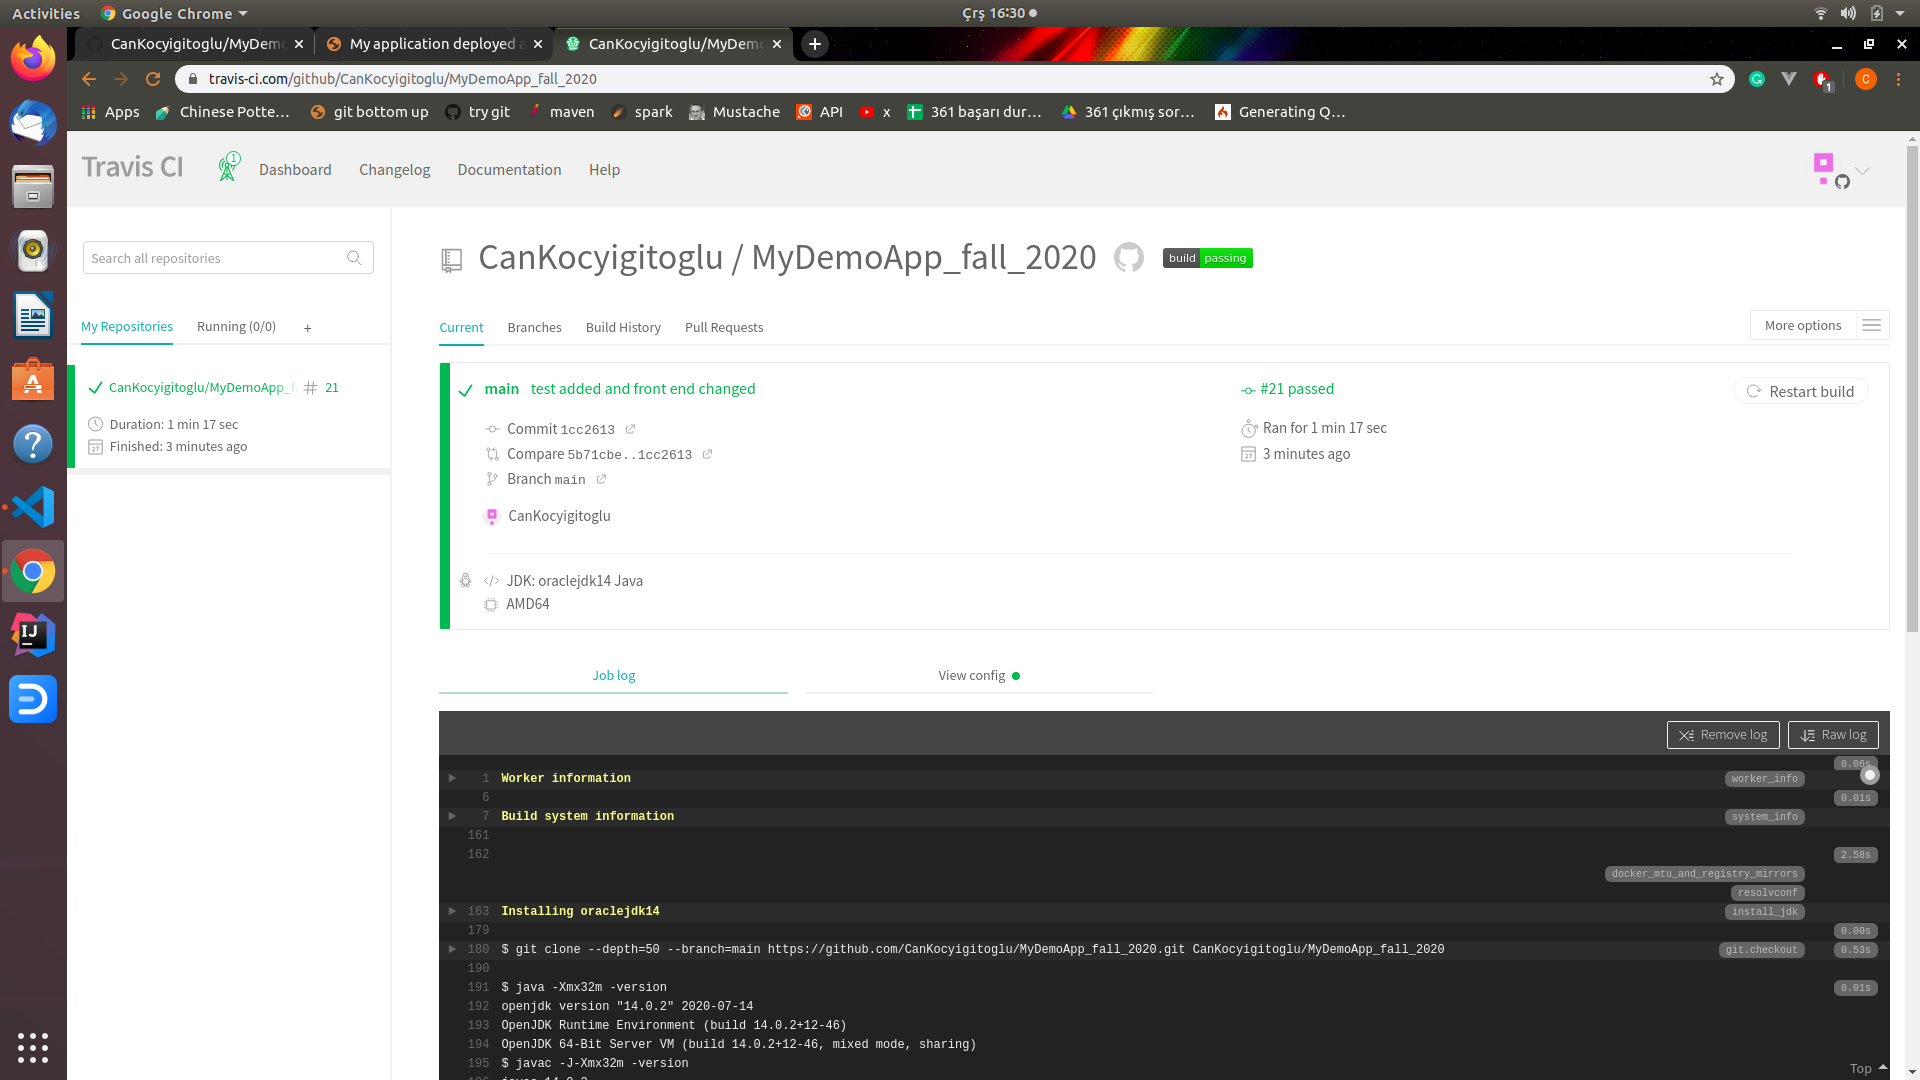 Activities Google Chrome Çrş 16:30
CanKocyigitoglu/MyDemo My application deployed a CanKocyigitoglu/MyDemo
travis-ci.com/github/CanKocyigitoglu/MyDemoApp_fall_2020 C 1
Apps Chinese Potte… git bottom up try git maven spark Mustache API x 361 başarı dur… 361 çıkmış sor… Generating Q…
Travis CI 1 Dashboard Changelog Documentation Help
Search all repositories
CanKocyigitoglu / MyDemoApp_fall_2020 build passing
My Repositories Running (0/0) +
Current Branches Build History Pull Requests More options
CanKocyigitoglu/MyDemoApp_f # 21
Duration: 1 min 17 sec
Finished: 3 minutes ago
main test added and front end changed #21 passed Restart build
Commit 1cc2613 Ran for 1 min 17 sec
Compare 5b71cbe..1cc2613 3 minutes ago
Branch main
CanKocyigitoglu
JDK: oraclejdk14 Java
AMD64
Job log View config
Remove log Raw log
0.06s
1 Worker information worker_info
6 0.01s
7 Build system information system_info
161
162 2.58s
docker_mtu_and_registry_mirrors
resolvconf
163 Installing oraclejdk14 install_jdk
179 0.00s
180 $ git clone --depth=50 --branch=main https://github.com/CanKocyigitoglu/MyDemoApp_fall_2020.git CanKocyigitoglu/MyDemoApp_fall_2020 git.checkout 0.53s
190
191 $ java -Xmx32m -version 0.01s
192 openjdk version "14.0.2" 2020-07-14
193 OpenJDK Runtime Environment (build 14.0.2+12-46)
194 OpenJDK 64-Bit Server VM (build 14.0.2+12-46, mixed mode, sharing)
195 $ javac -J-Xmx32m -version
Top